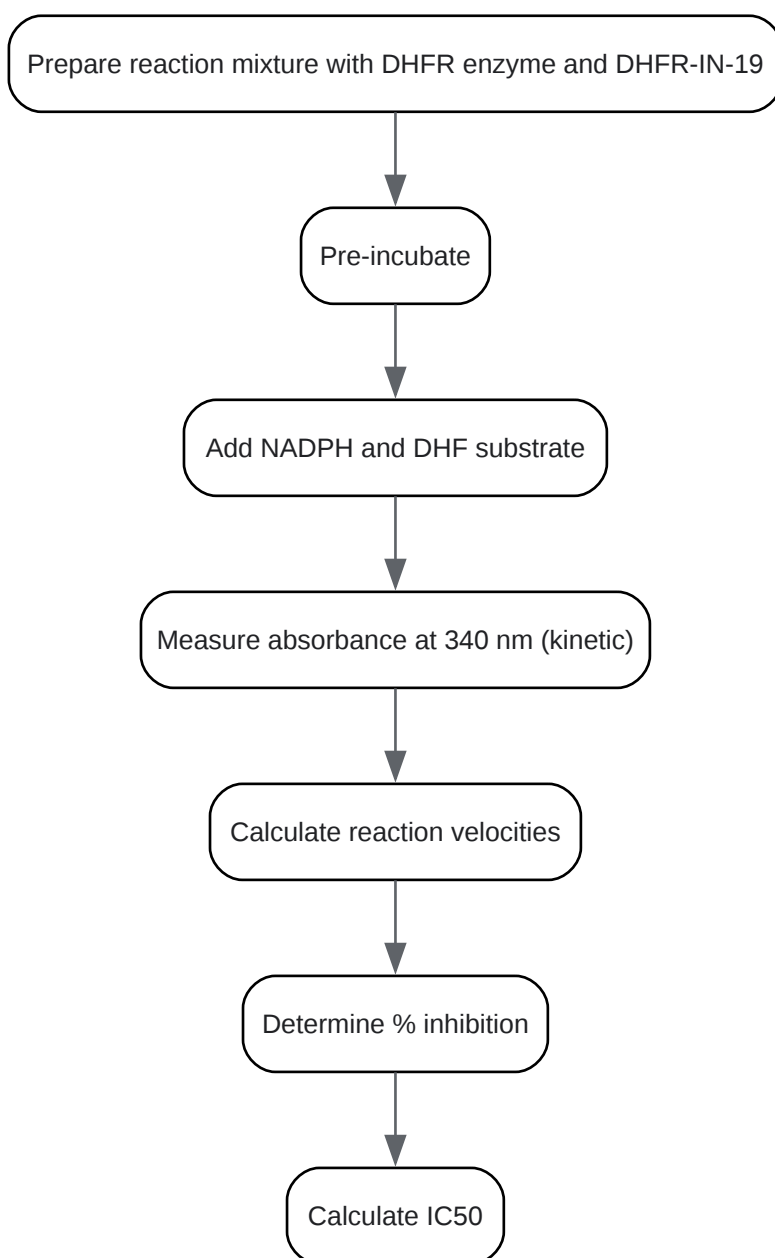 Prepare reaction mixture with DHFR enzyme and DHFR-IN-19
Pre-incubate
Add NADPH and DHF substrate
Measure absorbance at 340 nm (kinetic)
Calculate reaction velocities
Determine % inhibition
Calculate IC50